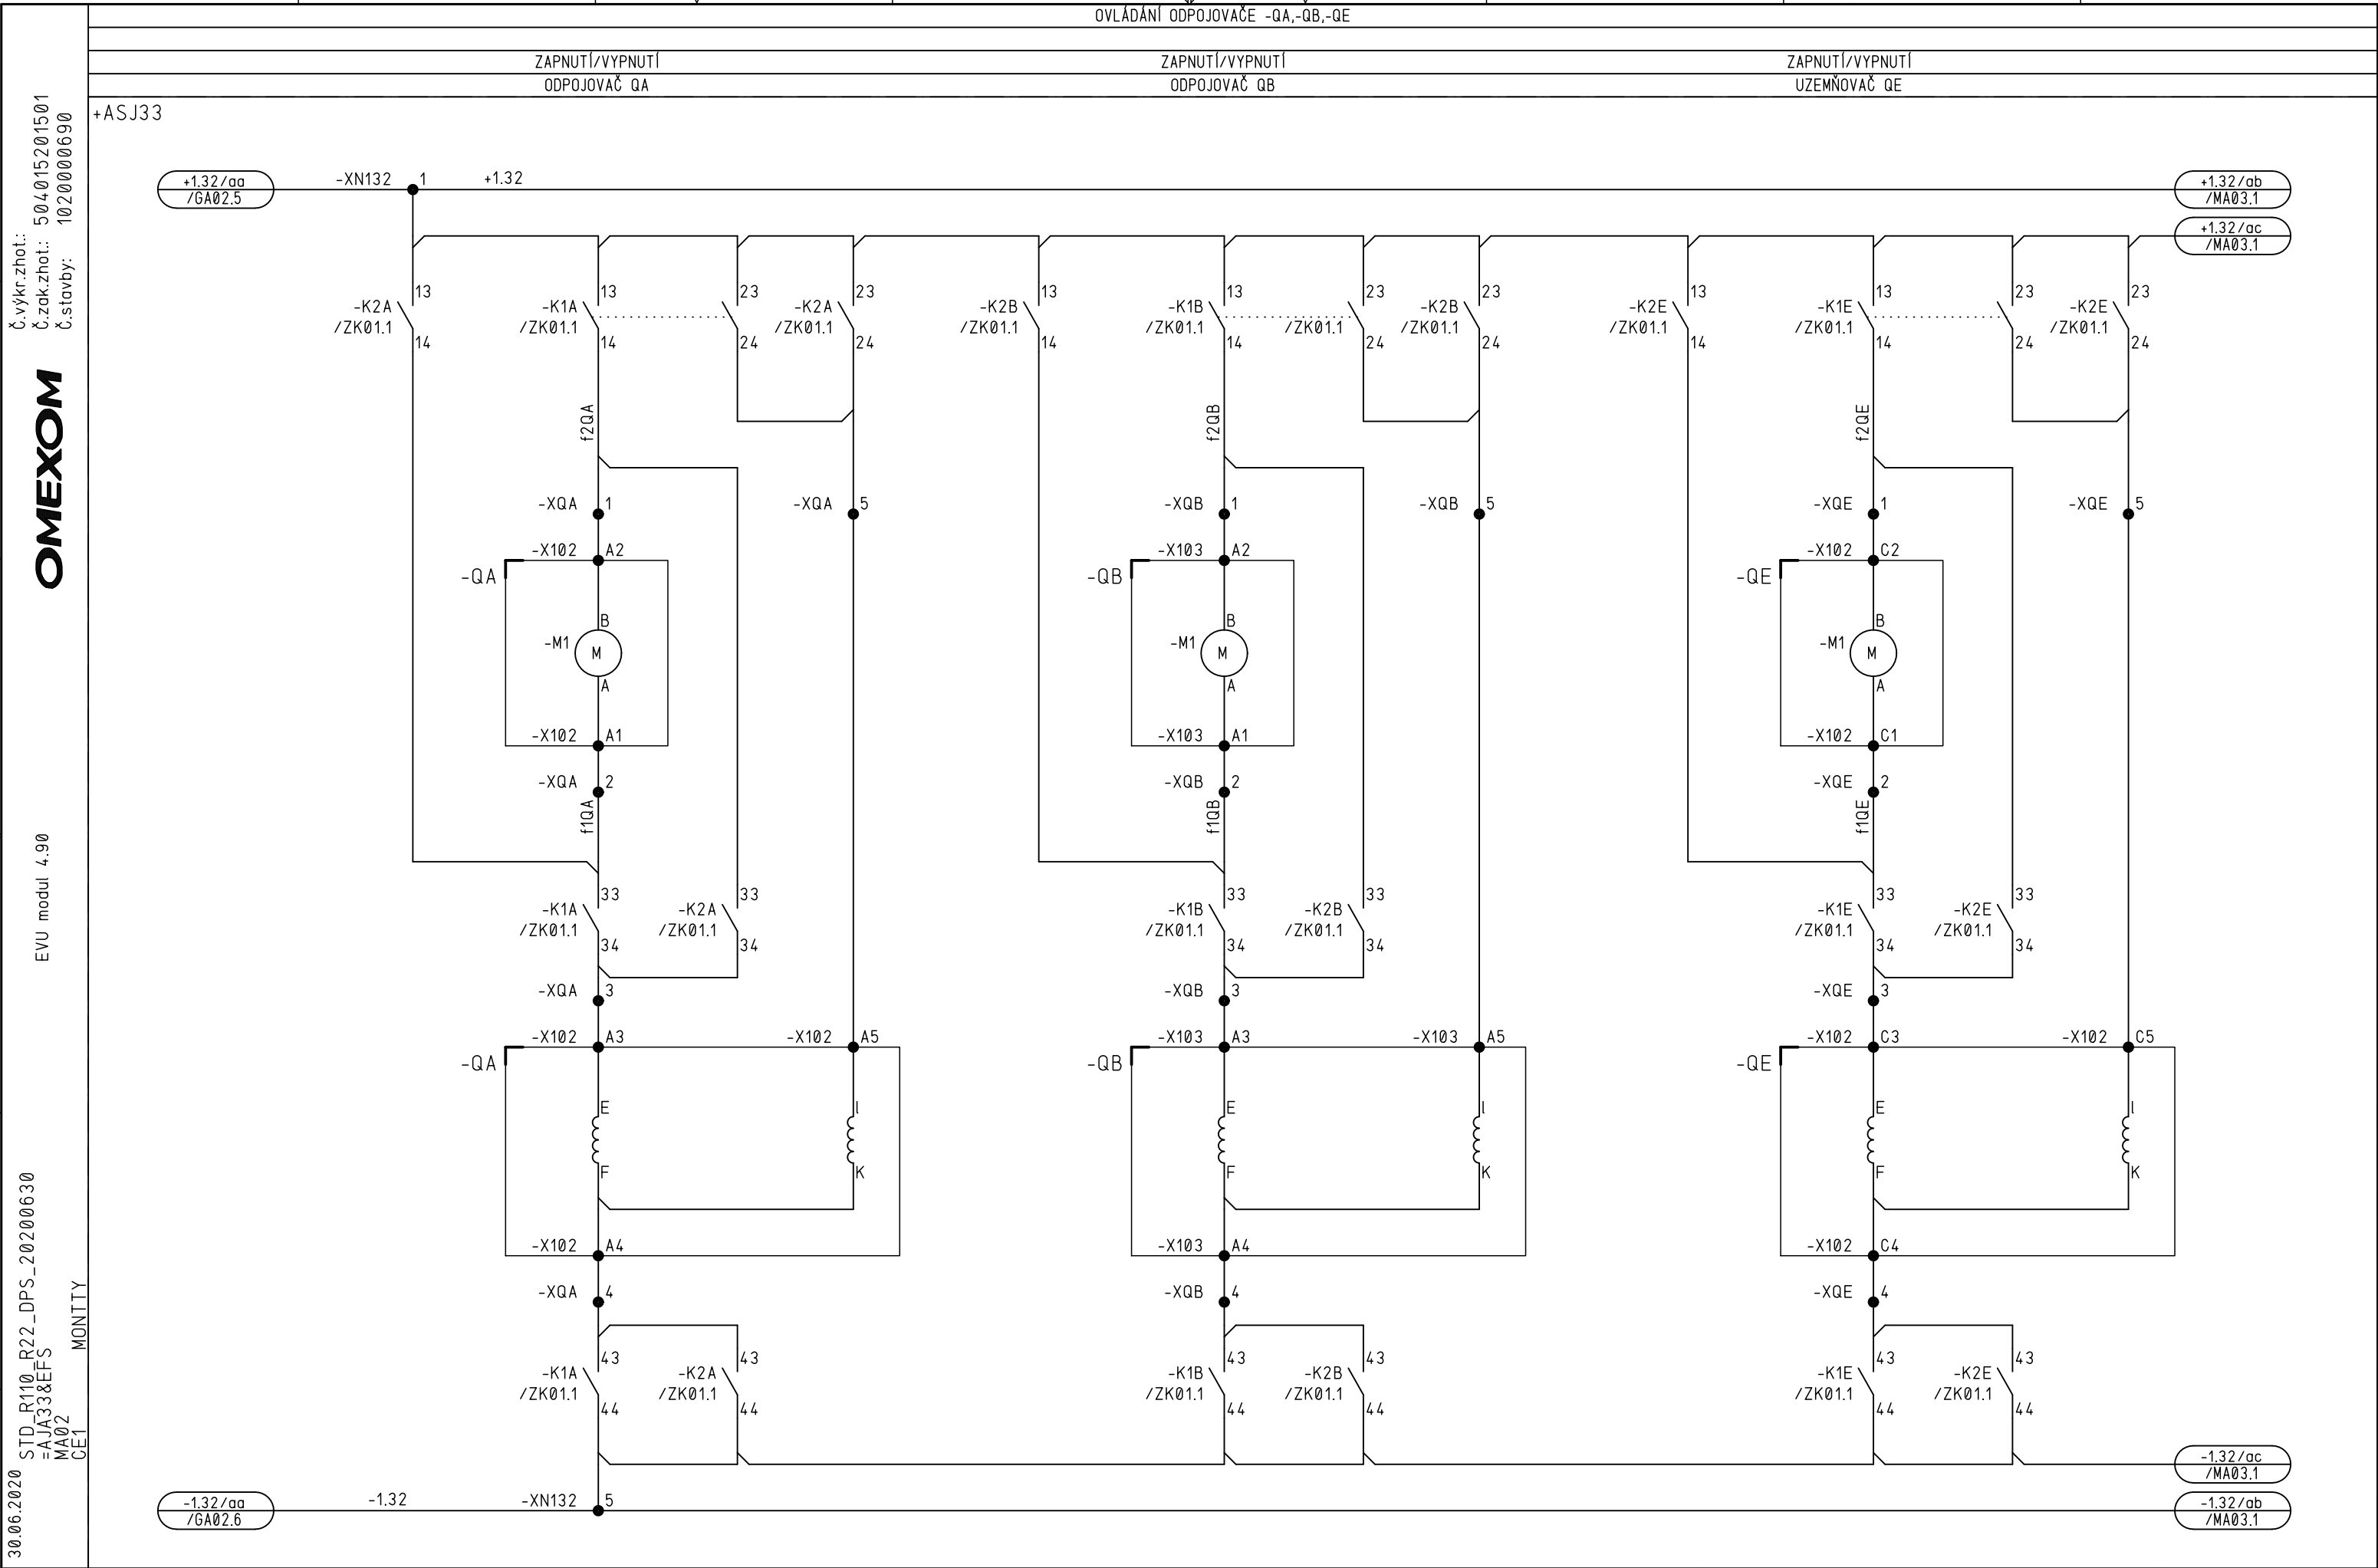 OVLÁDÁNÍ ODPOJOVAČE -QA,-QB,-QE
ZAPNUTÍ/VYPNUTÍ ZAPNUTÍ/VYPNUTÍ ZAPNUTÍ/VYPNUTÍ
ODPOJOVAČ QA ODPOJOVAČ QB UZEMŇOVAČ QE
+ASJ33
Č.výkr.zhot.:
Č.zak.zhot.: 504015201501
Č.stavby: 1020000690
OMEXOM
EVU modul 4.90
STD_R110_R22_DPS_20200630
=AJA33&EFS
MA02
CE1 MONTTY
30.06.2020
+1.32/aa -XN132 1 +1.32 +1.32/ab
/GA02.5 /MA03.1
+1.32/ac
/MA03.1
13 13 23 23 13 13 23 23 13 13 23 23
-K2A -K1A -K2A -K2B -K1B -K2B -K2E -K1E -K2E
/ZK01.1 /ZK01.1 /ZK01.1 /ZK01.1 /ZK01.1 /ZK01.1 /ZK01.1 /ZK01.1 /ZK01.1 /ZK01.1
14 14 24 24 14 14 24 24 14 14 24 24
f2QA f2QB f2QE
-XQA 1 -XQA 5 -XQB 1 -XQB 5 -XQE 1 -XQE 5
-X102 A2 -X103 A2 -X102 C2
-QA -QB -QE
B B B
-M1 M -M1 M -M1 M
A A A
-X102 A1 -X103 A1 -X102 C1
-XQA 2 -XQB 2 -XQE 2
f1QA f1QB f1QE
33 33 33 33 33 33
-K1A -K2A -K1B -K2B -K1E -K2E
/ZK01.1 /ZK01.1 /ZK01.1 /ZK01.1 /ZK01.1 /ZK01.1
34 34 34 34 34 34
-XQA 3 -XQB 3 -XQE 3
-X102 A3 -X102 A5 -X103 A3 -X103 A5 -X102 C3 -X102 C5
-QA -QB -QE
E I E I E I
F K F K F K
-X102 A4 -X103 A4 -X102 C4
-XQA 4 -XQB 4 -XQE 4
43 43 43 43 43 43
-K1A -K2A -K1B -K2B -K1E -K2E
/ZK01.1 /ZK01.1 /ZK01.1 /ZK01.1 /ZK01.1 /ZK01.1
44 44 44 44 44 44
-1.32/ac
/MA03.1
-1.32/aa -1.32 -XN132 5 -1.32/ab
/GA02.6 /MA03.1